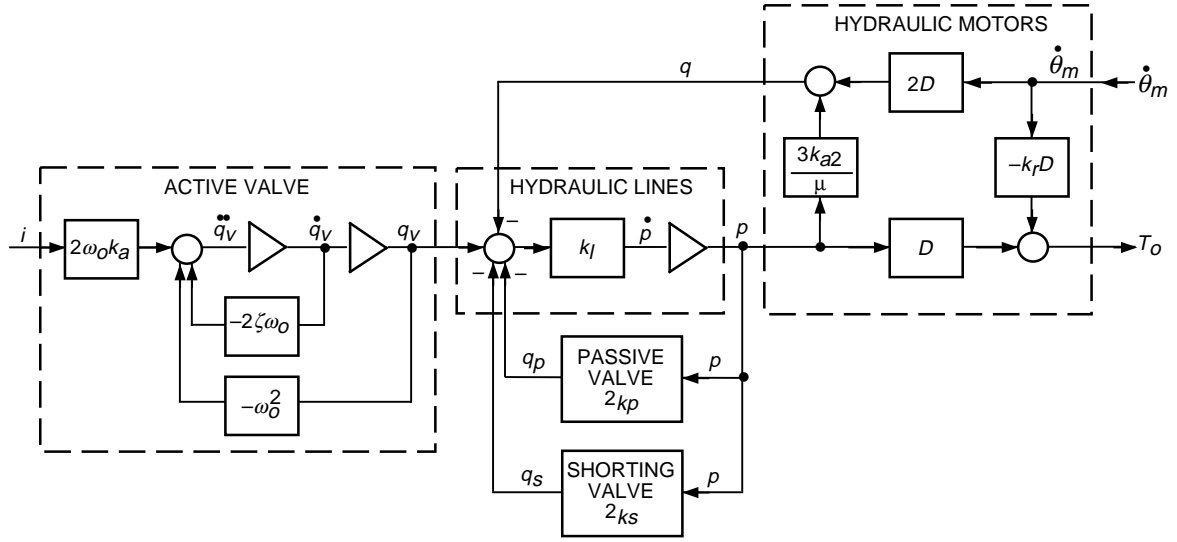 HYDRAULIC MOTORS
q
2D
θ̇m
θ̇m
3ka2
μ
−krD
ACTIVE VALVE
HYDRAULIC LINES
i
2ωoka
q̈v
q̇v
qv
−
kl
ṗ
p
D
To
−
−
−2ζωo
−ωo²
qp
PASSIVE
VALVE
2kp
p
qs
SHORTING
VALVE
2ks
p